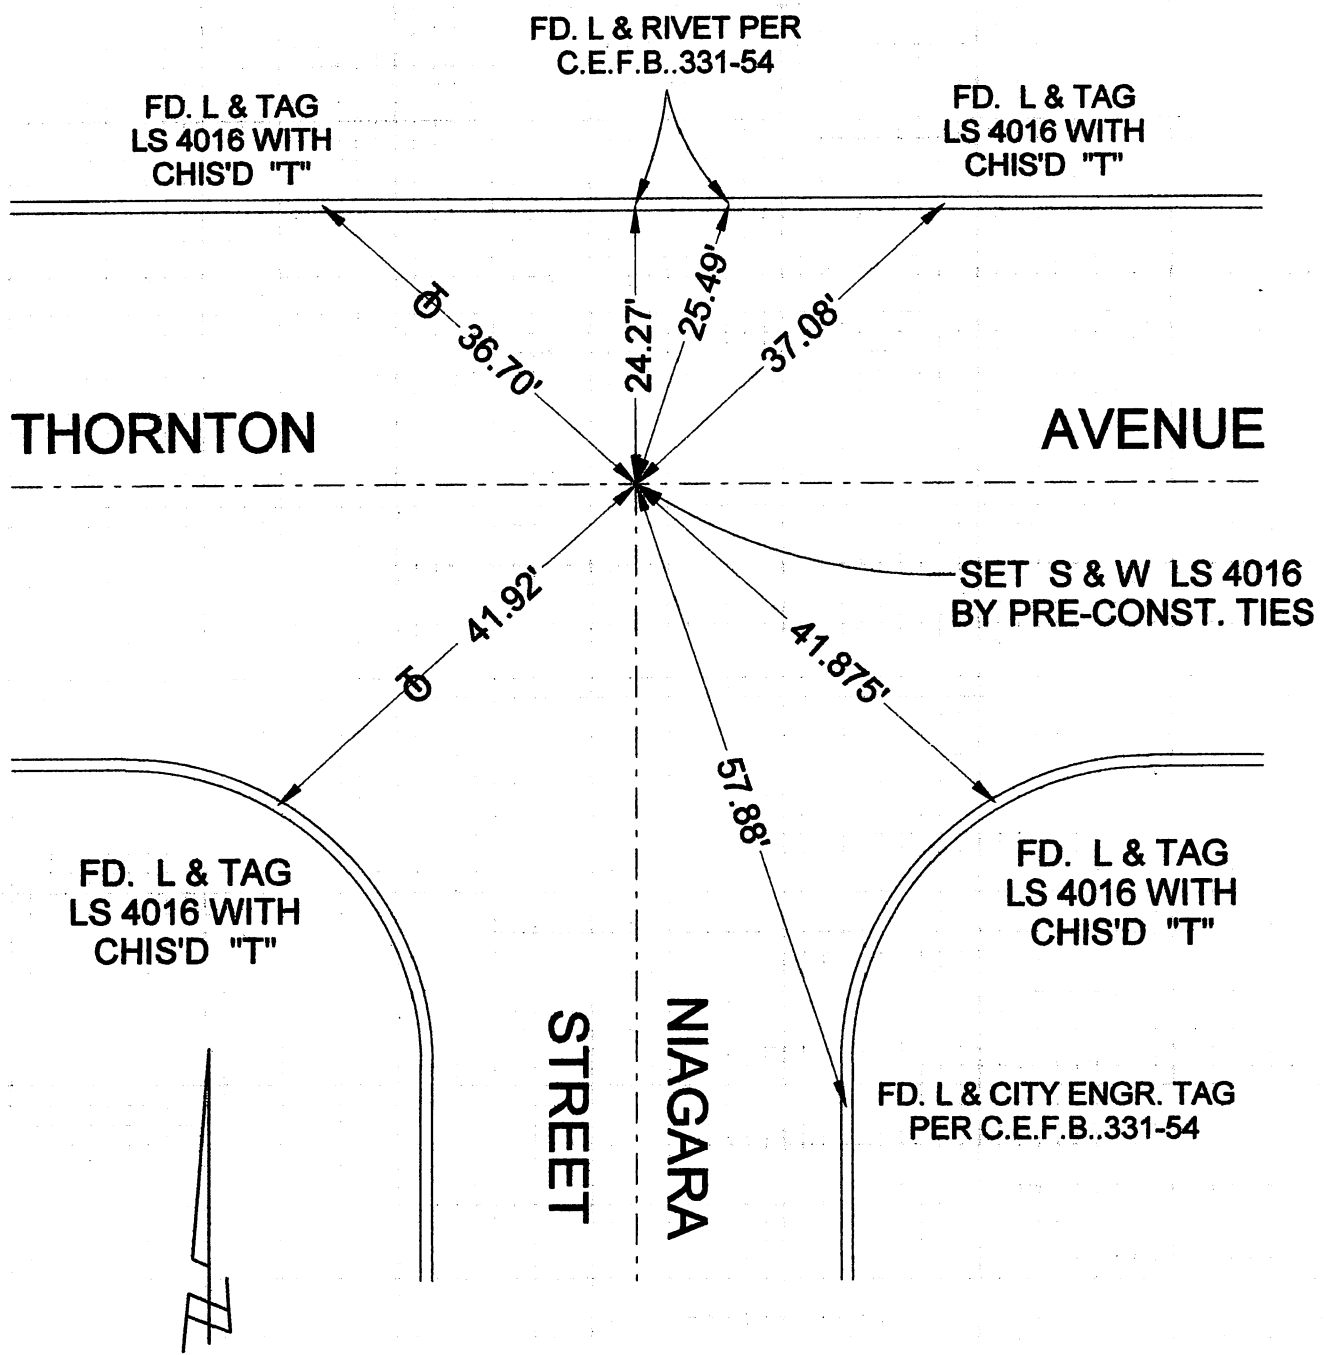 FD. L & RIVET PER
C.E.F.B..331-54
FD. L & TAG
LS 4016 WITH
CHIS'D "T"
FD. L & TAG
LS 4016 WITH
CHIS'D "T"
36.70'
24.27'
25.49'
37.08'
THORNTON
AVENUE
41.92'
41.875'
57.88'
SET S & W LS 4016
BY PRE-CONST. TIES
FD. L & TAG
LS 4016 WITH
CHIS'D "T"
FD. L & TAG
LS 4016 WITH
CHIS'D "T"
NIAGARA
STREET
FD. L & CITY ENGR. TAG
PER C.E.F.B..331-54
N